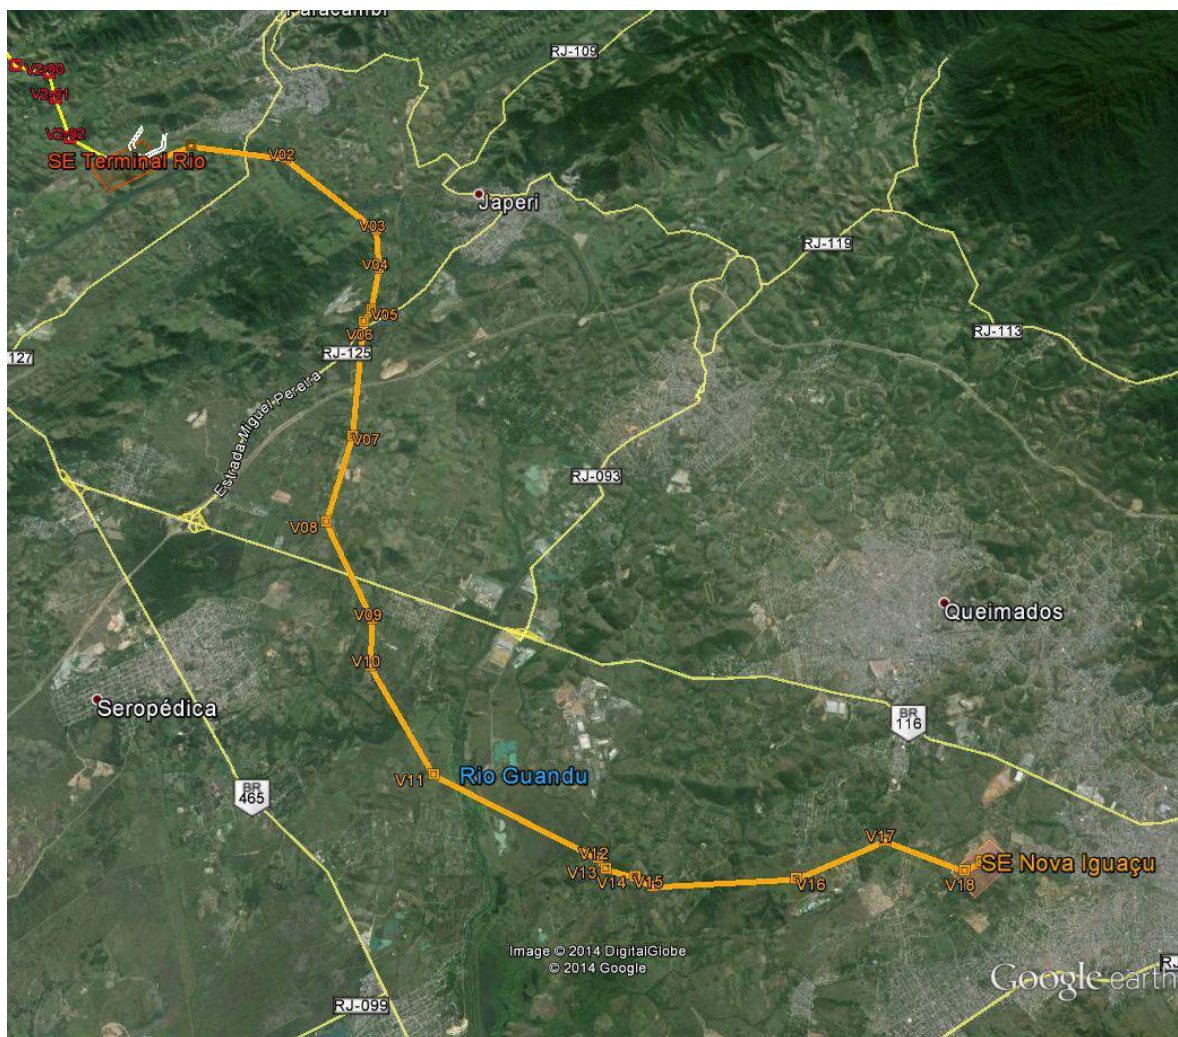 Paracambi
RJ-109
V2-90
V2-91
V2-92
SE Terminal Rio
V02
Japeri
V03
RJ-119
V04
V05
V06
RJ-113
127
RJ-125
Estrada Miguel Pereira
V07
RJ-093
V08
V09
Queimados
V10
Seropédica
BR
116
V11
Rio Guandu
BR
465
V17
V12
V13
V14
V15
V16
V18
SE Nova Iguaçu
Image © 2014 DigitalGlobe
© 2014 Google
Google earth
RJ-099